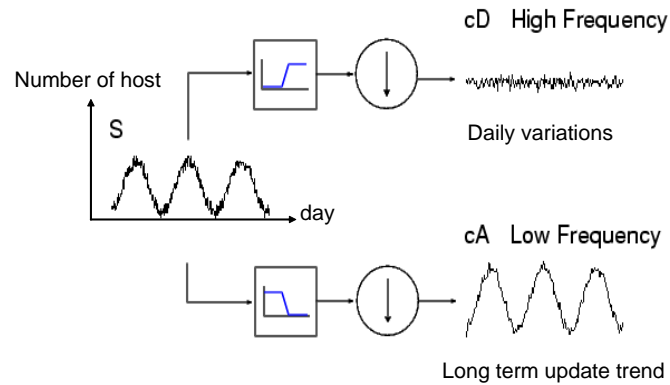 cD High Frequency
Number of host
S
Daily variations
day
cA Low Frequency
Long term update trend